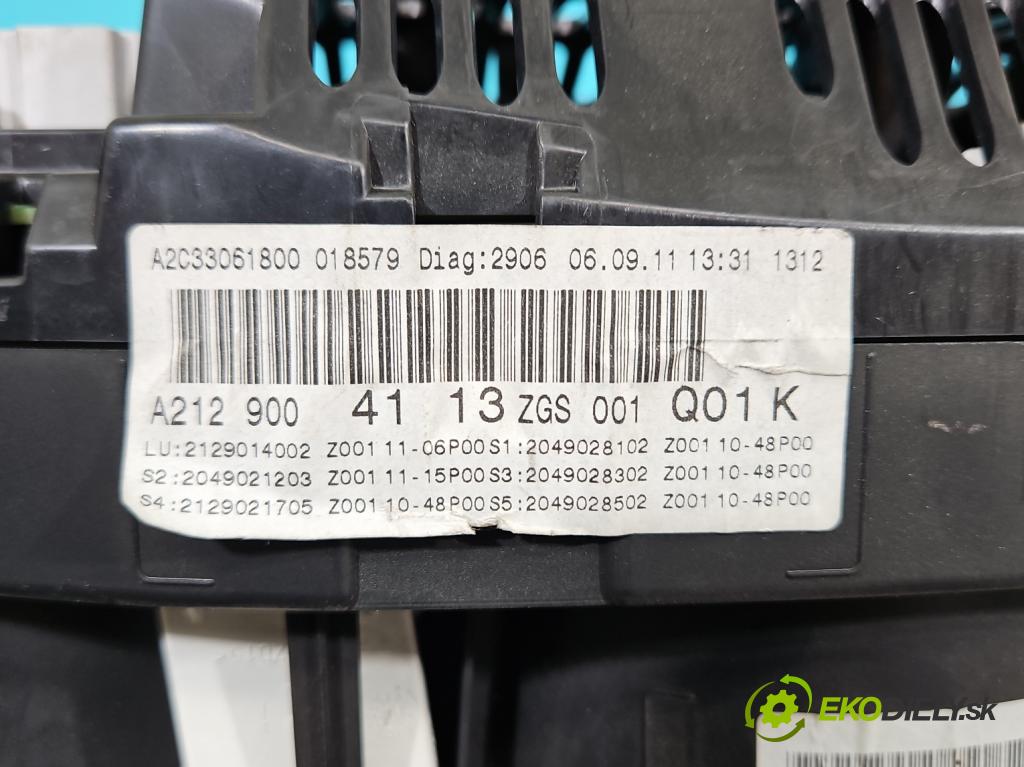 A2C33061800 018579 Diag:2906 06.09.11 13:31 1312
A212 900 41 13 ZGS 001 Q01 K
LU:2129014002 Z001 11-06P00 S1:2049028102 Z001 10-48P00
S2:2049021203 Z001 11-15P00 S3:2049028302 Z001 10-48P00
S4:2129021705 Z001 10-48P00 S5:2049028502 Z001 10-48P00
EKODIELY.sk